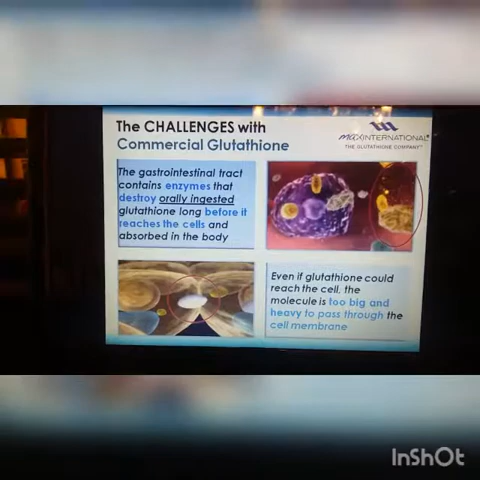 The CHALLENGES with
Commercial Glutathione
maxINTERNATIONAL®
THE GLUTATHIONE COMPANY™
The gastrointestinal tract
contains enzymes that
destroy orally ingested
glutathione long before it
reaches the cells and
absorbed in the body
Even if glutathione could
reach the cell, the
molecule is too big and
heavy to pass through the
cell membrane
InShOt